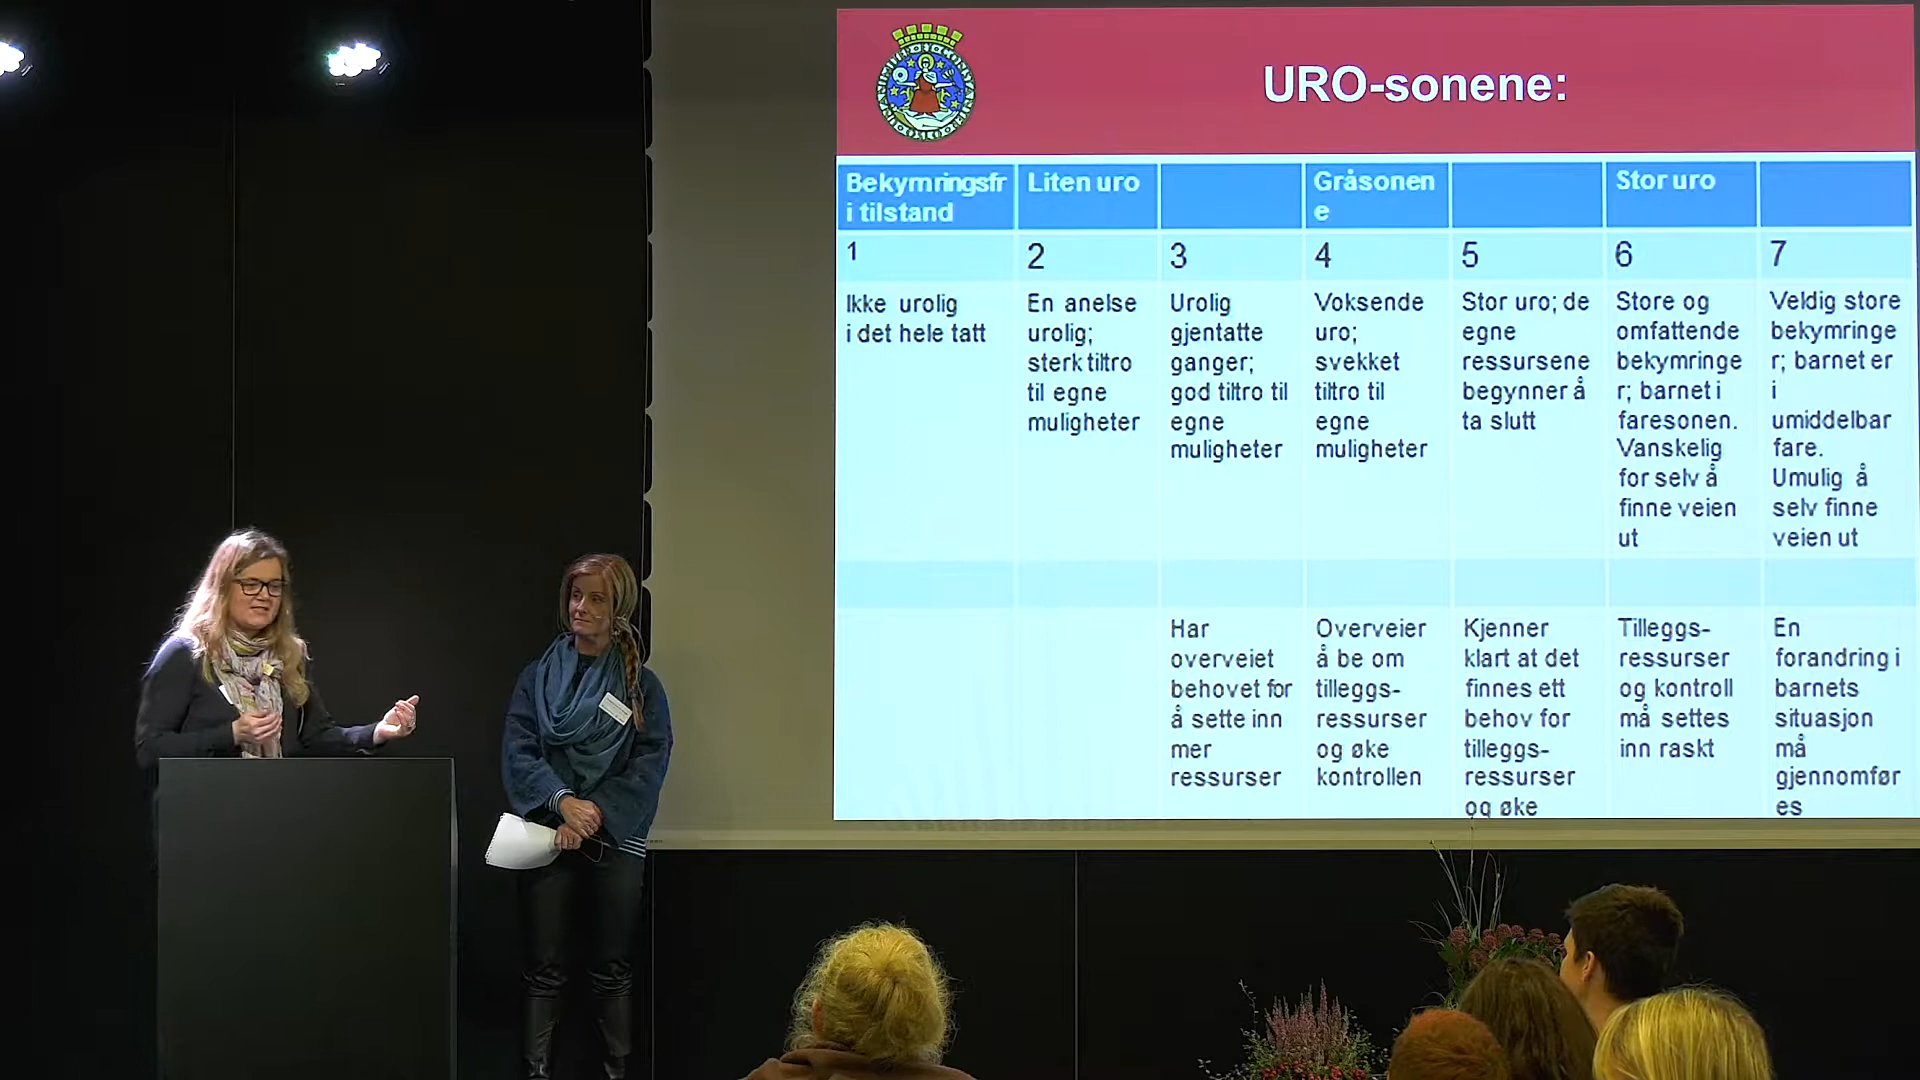 URO-sonene:
OSLO
Bekymringsfr
i tilstand
Liten uro
Gråsonen
e
Stor uro
1
2
3
4
5
6
7
Ikke urolig
i det hele tatt
En anelse
urolig;
sterk tiltro
til egne
muligheter
Urolig
gjentatte
ganger;
god tiltro til
egne
muligheter
Voksende
uro;
svekket
tiltro til
egne
muligheter
Stor uro; de
egne
ressursene
begynner å
ta slutt
Store og
omfattende
bekymringe
r; barnet i
faresonen.
Vanskelig
for selv å
finne veien
ut
Veldig store
bekymringe
r; barnet er
i
umiddelbar
fare.
Umulig å
selv finne
veien ut
Har
overveiet
behovet for
å sette inn
mer
ressurser
Overveier
å be om
tilleggs-
ressurser
og øke
kontrollen
Kjenner
klart at det
finnes ett
behov for
tilleggs-
ressurser
og øke
Tilleggs-
ressurser
og kontroll
må settes
inn raskt
En
forandring i
barnets
situasjon
må
gjennomfør
es